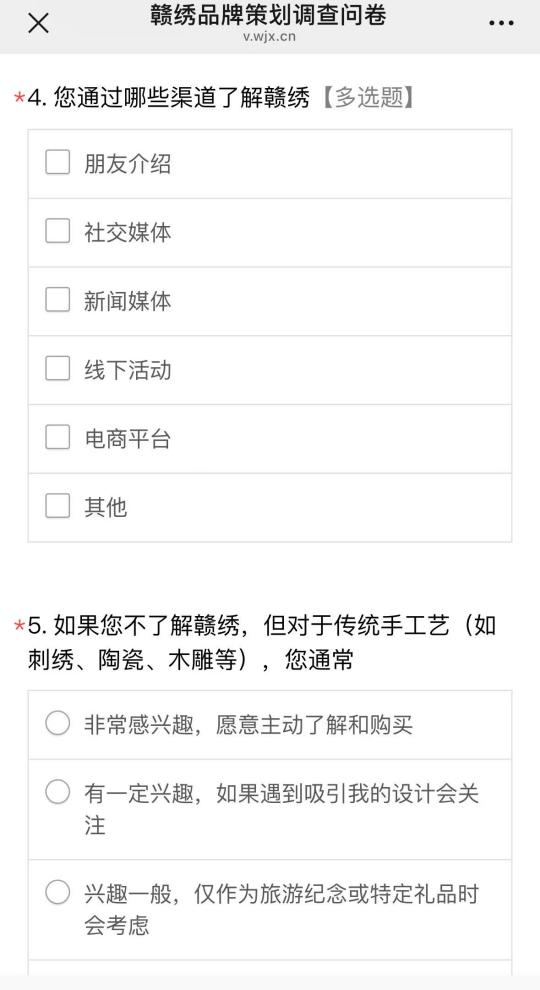 赣绣品牌策划调查问卷
v.wjx.cn
*4. 您通过哪些渠道了解赣绣【多选题】
朋友介绍
社交媒体
新闻媒体
线下活动
电商平台
其他
*5. 如果您不了解赣绣，但对于传统手工艺（如
刺绣、陶瓷、木雕等），您通常
非常感兴趣，愿意主动了解和购买
有一定兴趣，如果遇到吸引我的设计会关
注
兴趣一般，仅作为旅游纪念或特定礼品时
会考虑